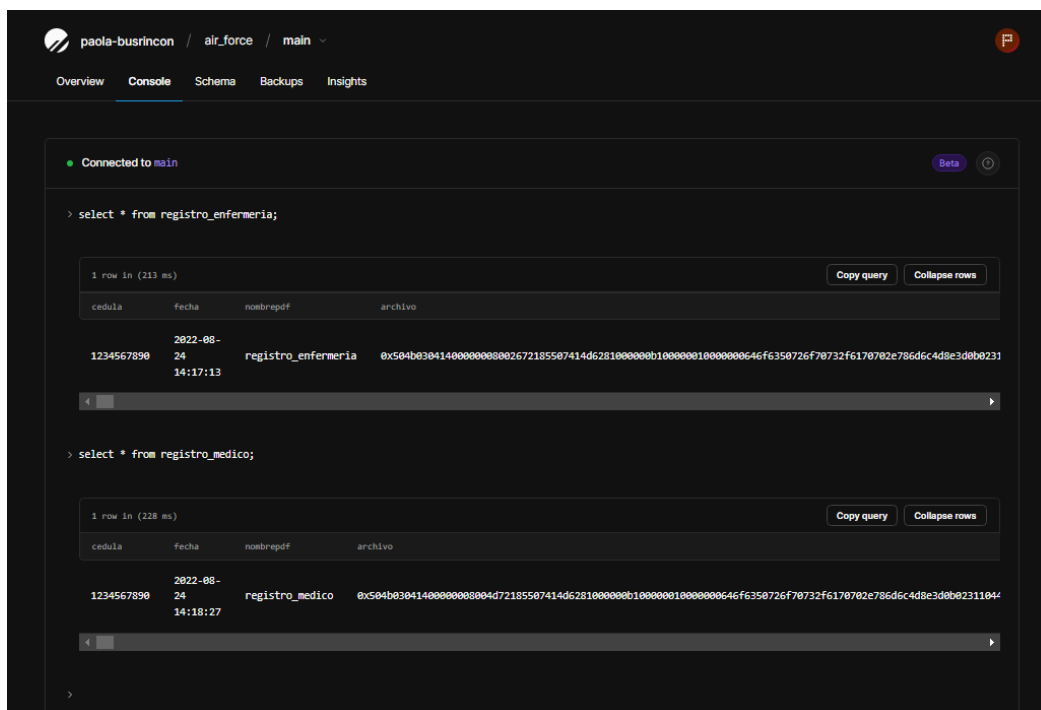 paola-busrincon / air_force / main
Overview Console Schema Backups Insights
Connected to main Beta
> select * from registro_enfermeria;
1 row in (213 ms) Copy query Collapse rows
cedula fecha nombrepdf archivo
2022-08-
1234567890 24 registro_enfermeria 0x504b03041400000008002672185507414d6281000000b100000010000000646f6350726f70732f6170702e786d6c4d8e3d0b0231
14:17:13
> select * from registro_medico;
1 row in (228 ms) Copy query Collapse rows
cedula fecha nombrepdf archivo
2022-08-
1234567890 24 registro_medico 0x504b03041400000008004d72185507414d6281000000b100000010000000646f6350726f70732f6170702e786d6c4d8e3d0b02311044
14:18:27
>